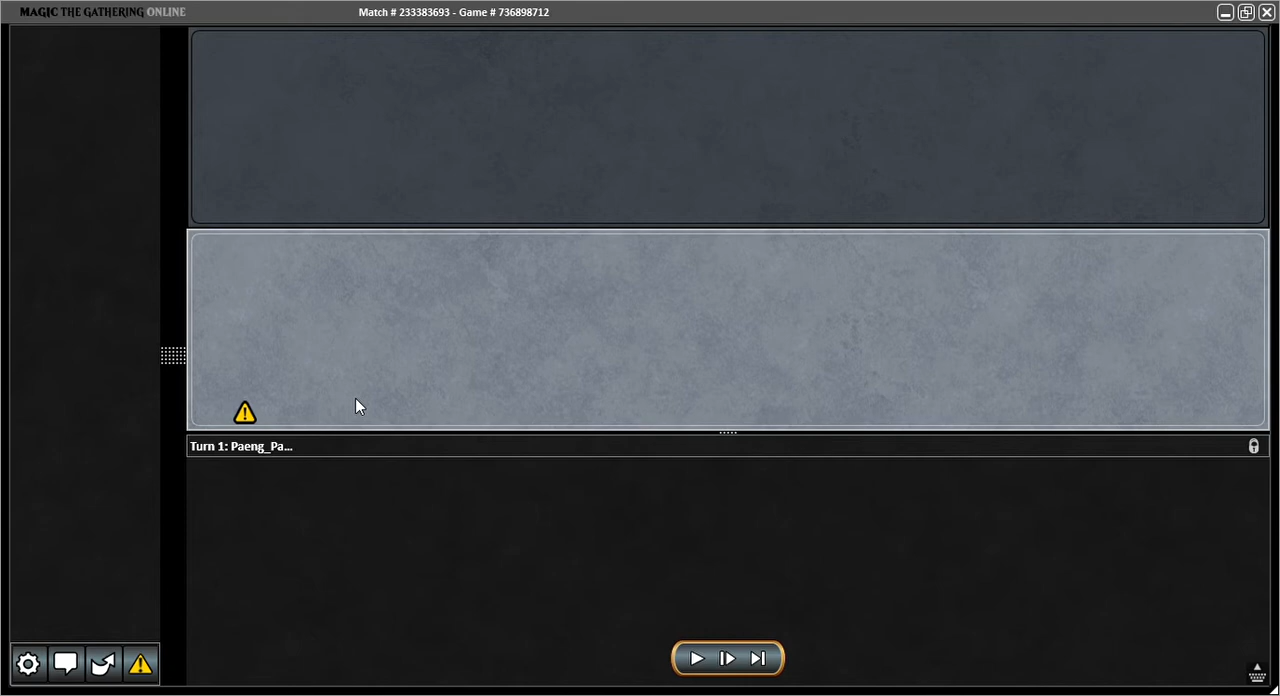 MAGIC THE GATHERING ONLINE
Match # 233383693 - Game # 736898712
Turn 1: Paeng_Pa...